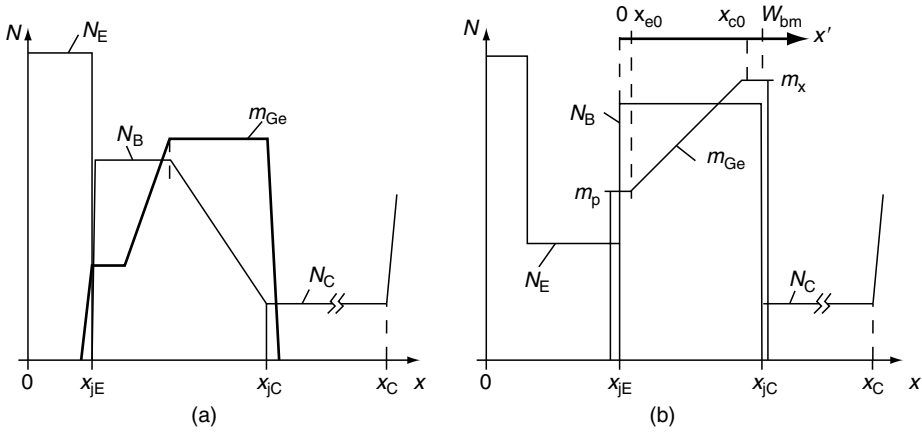 N
N_E
N_B
m_Ge
N_C
0
x_jE
x_jC
x_C
x
(a)
0 x_e0
x_c0
W_bm
x′
N
m_x
N_B
m_Ge
m_p
N_E
N_C
0
x_jE
x_jC
x_C
x
(b)